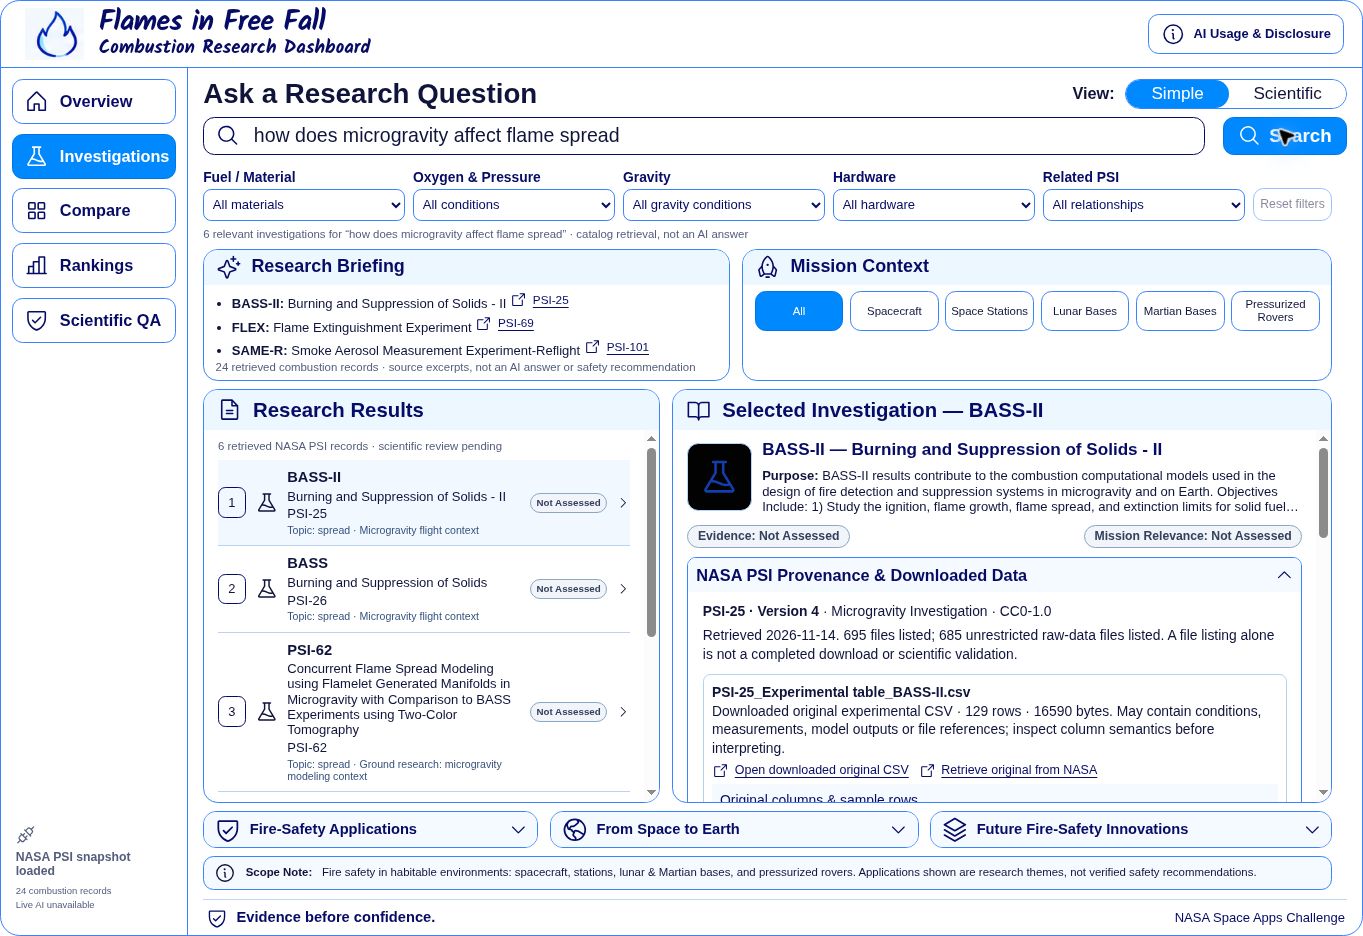 Flames in Free Fall
Combustion Research Dashboard
AI Usage & Disclosure
Overview
Investigations
Compare
Rankings
Scientific QA
NASA PSI snapshot
loaded
24 combustion records
Live AI unavailable
Ask a Research Question
View:
Simple
Scientific
how does microgravity affect flame spread
Search
Fuel / Material
Oxygen & Pressure
Gravity
Hardware
Related PSI
All materials
All conditions
All gravity conditions
All hardware
All relationships
Reset filters
6 relevant investigations for “how does microgravity affect flame spread” · catalog retrieval, not an AI answer
Research Briefing
• BASS-II: Burning and Suppression of Solids - II PSI-25
• FLEX: Flame Extinguishment Experiment PSI-69
• SAME-R: Smoke Aerosol Measurement Experiment-Reflight PSI-101
24 retrieved combustion records · source excerpts, not an AI answer or safety recommendation
Mission Context
All
Spacecraft
Space Stations
Lunar Bases
Martian Bases
Pressurized
Rovers
Research Results
6 retrieved NASA PSI records · scientific review pending
1
BASS-II
Burning and Suppression of Solids - II
PSI-25
Topic: spread · Microgravity flight context
Not Assessed
2
BASS
Burning and Suppression of Solids
PSI-26
Topic: spread · Microgravity flight context
Not Assessed
3
PSI-62
Concurrent Flame Spread Modeling
using Flamelet Generated Manifolds in
Microgravity with Comparison to BASS
Experiments using Two-Color
Tomography
PSI-62
Topic: spread · Ground research: microgravity
modeling context
Not Assessed
Selected Investigation — BASS-II
BASS-II — Burning and Suppression of Solids - II
Purpose: BASS-II results contribute to the combustion computational models used in the
design of fire detection and suppression systems in microgravity and on Earth. Objectives
Include: 1) Study the ignition, flame growth, flame spread, and extinction limits for solid fuel…
Evidence: Not Assessed
Mission Relevance: Not Assessed
NASA PSI Provenance & Downloaded Data
PSI-25 · Version 4 · Microgravity Investigation · CC0-1.0
Retrieved 2026-11-14. 695 files listed; 685 unrestricted raw-data files listed. A file listing alone
is not a completed download or scientific validation.
PSI-25_Experimental table_BASS-II.csv
Downloaded original experimental CSV · 129 rows · 16590 bytes. May contain conditions,
measurements, model outputs or file references; inspect column semantics before
interpreting.
Open downloaded original CSV
Retrieve original from NASA
Original columns & sample rows
Fire-Safety Applications
From Space to Earth
Future Fire-Safety Innovations
Scope Note: Fire safety in habitable environments: spacecraft, stations, lunar & Martian bases, and pressurized rovers. Applications shown are research themes, not verified safety recommendations.
Evidence before confidence.
NASA Space Apps Challenge